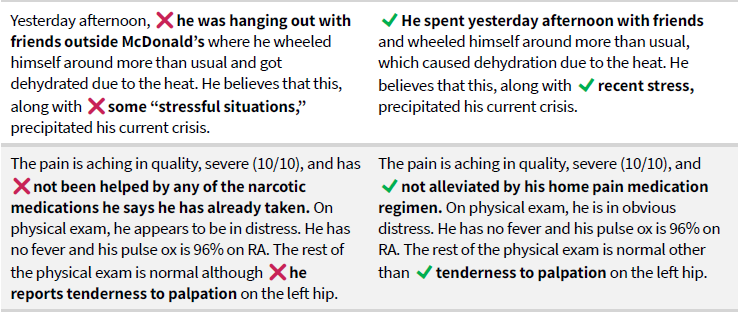 Yesterday afternoon, ❌ he was hanging out with
friends outside McDonald’s where he wheeled
himself around more than usual and got
dehydrated due to the heat. He believes that this,
along with ❌ some “stressful situations,”
precipitated his current crisis.
✔ He spent yesterday afternoon with friends
and wheeled himself around more than usual,
which caused dehydration due to the heat. He
believes that this, along with ✔ recent stress,
precipitated his current crisis.
The pain is aching in quality, severe (10/10), and has
❌ not been helped by any of the narcotic
medications he says he has already taken. On
physical exam, he appears to be in distress. He has
no fever and his pulse ox is 96% on RA. The rest of
the physical exam is normal although ❌ he
reports tenderness to palpation on the left hip.
The pain is aching in quality, severe (10/10), and
✔ not alleviated by his home pain medication
regimen. On physical exam, he is in obvious
distress. He has no fever and his pulse ox is 96% on
RA. The rest of the physical exam is normal other
than ✔ tenderness to palpation on the left hip.